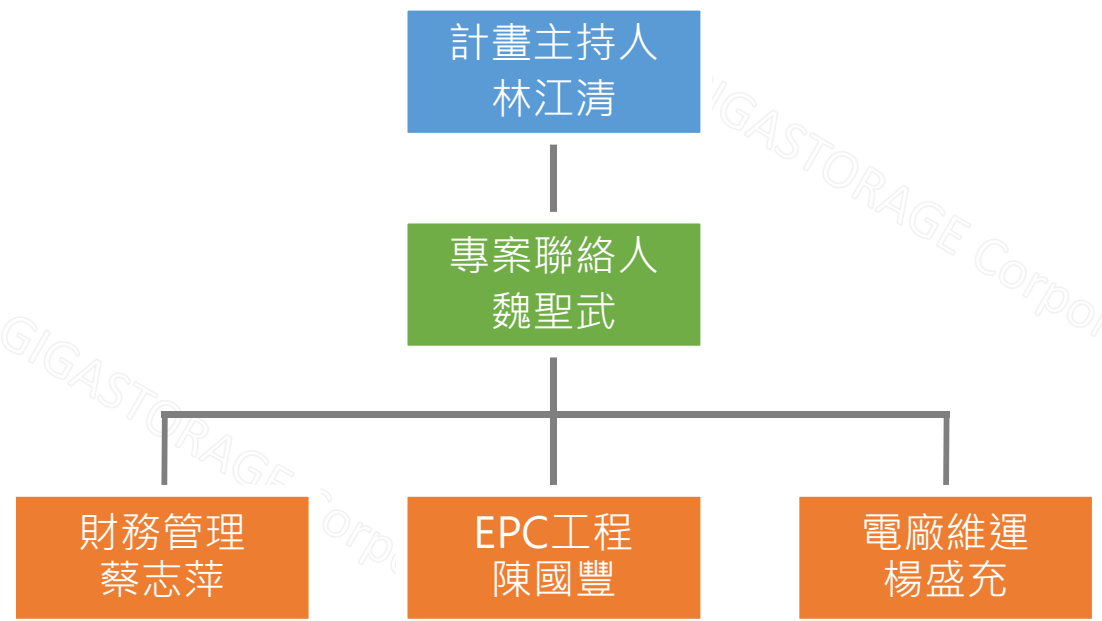 計畫主持人
林江清
專案聯絡人
魏聖武
財務管理
蔡志萍
EPC工程
陳國豐
電廠維運
楊盛充
GIGASTORAGE Corpo
GIGASTORAGE Corpo